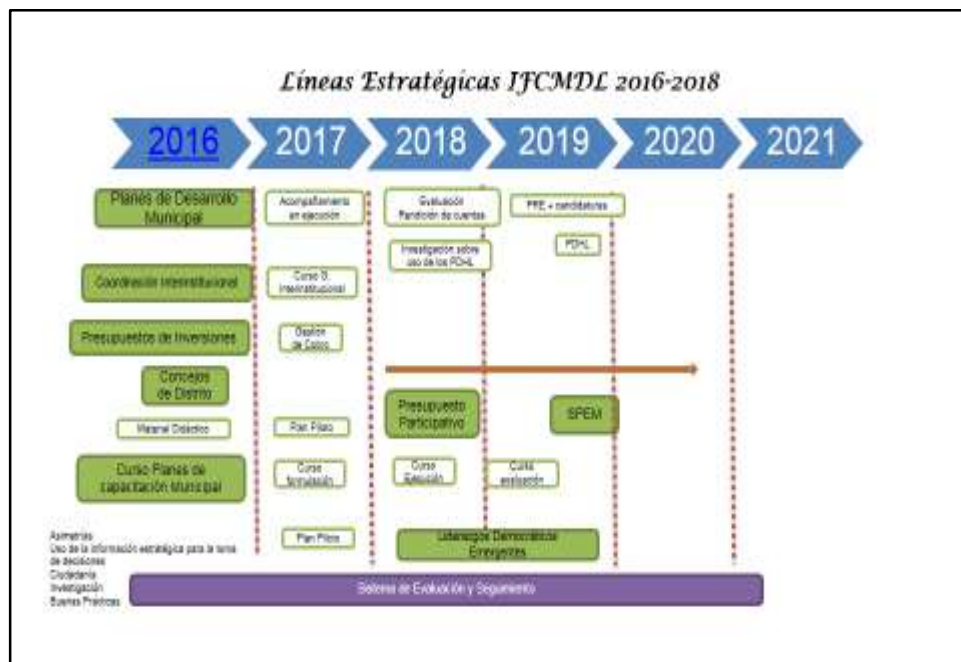 Líneas Estratégicas IFCMDL 2016-2018
2016
2017
2018
2019
2020
2021
Planes de Desarrollo
Municipal
Acompañamiento
en ejecución
Evaluación
Rendición de cuentas
PRE + candidaturas
Investigación sobre
uso de los PDHL
PDHL
Coordinación Interinstitucional
Curso
Interinstitucional
Presupuestos de Inversiones
Gestión
de Cobro
Concejos
de Distrito
Presupuesto
Participativo
Material Didáctico
Plan Piloto
Curso Planes de
capacitación Municipal
Curso
formulación
Curso
Ejecución
Curso
evaluación
Plan Piloto
Liderazgos Democráticos
Emergentes
Asimetrías
Uso de la información estratégica para la toma
de decisiones
Ciudadanía
Investigación
Buenas Prácticas
Sistema de Evaluación y Seguimiento